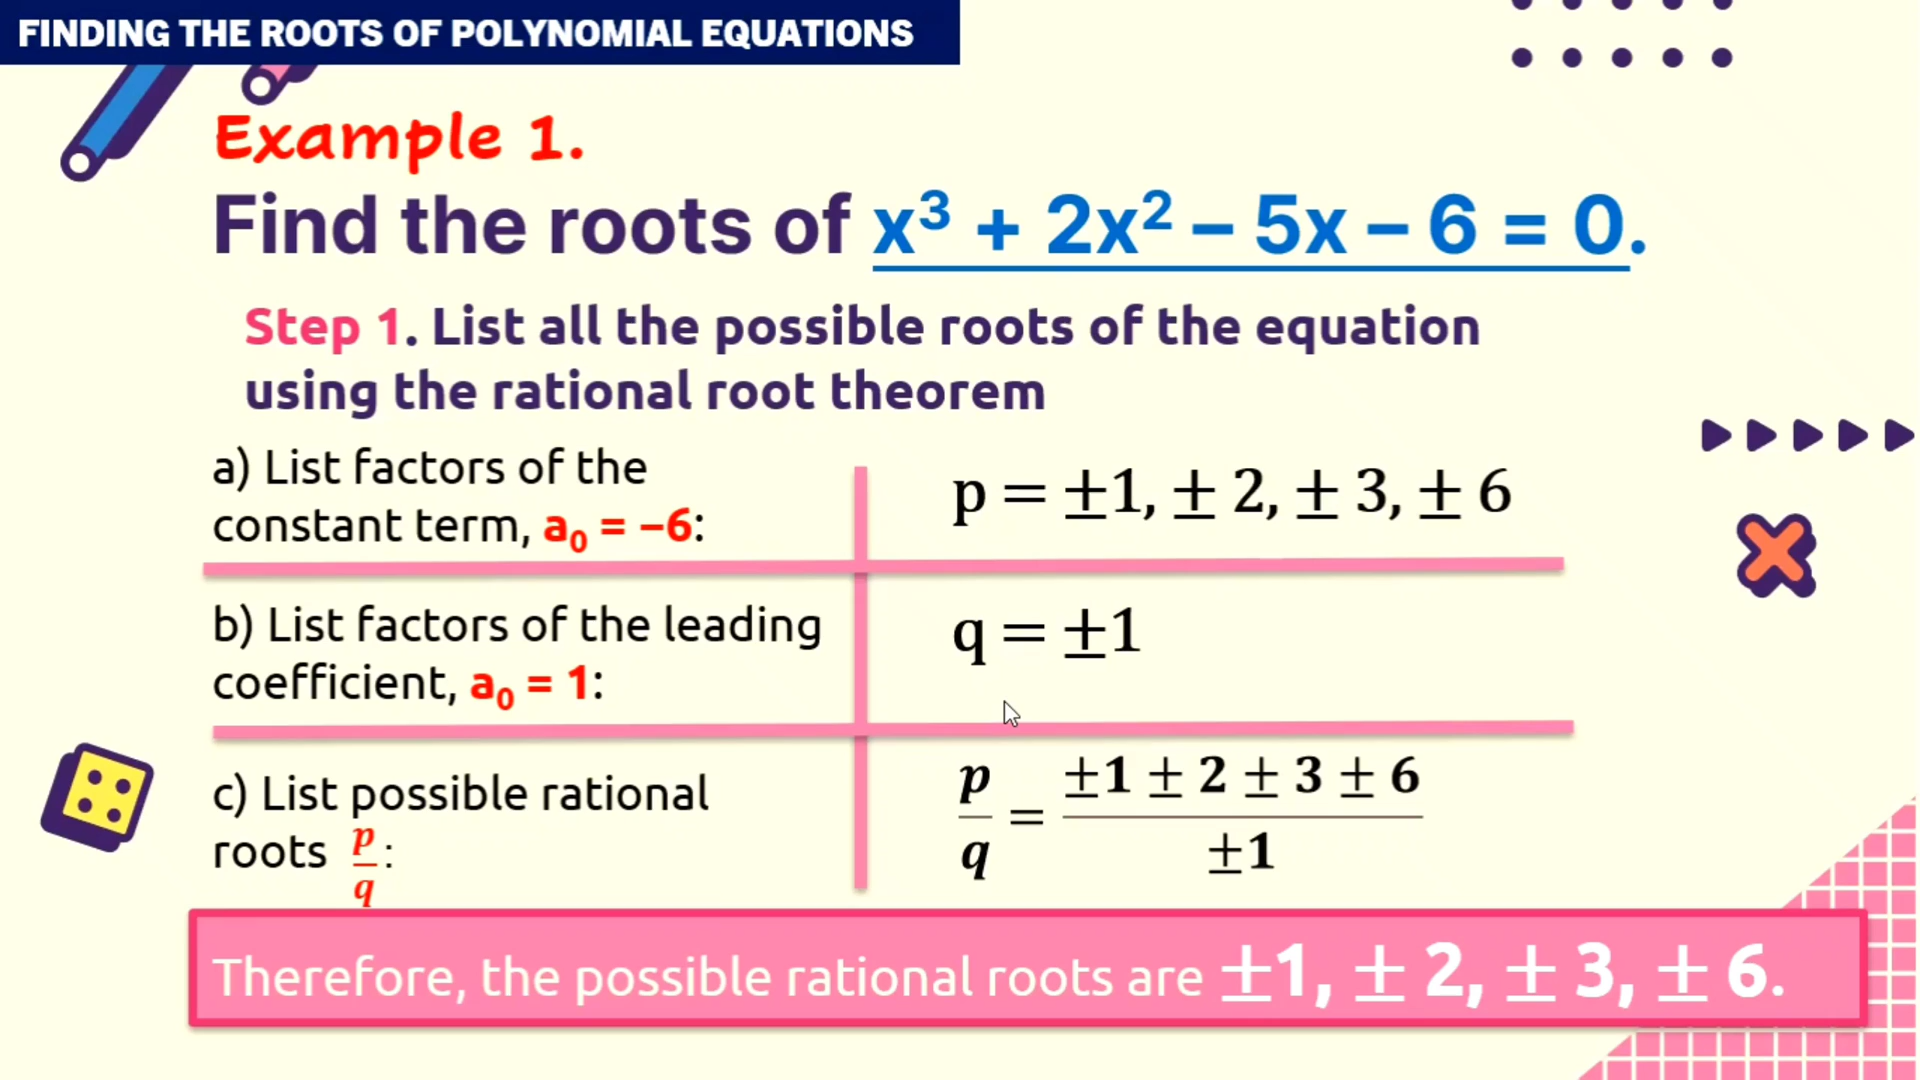 FINDING THE ROOTS OF POLYNOMIAL EQUATIONS
Example 1.
Find the roots of x³ + 2x² – 5x – 6 = 0.
Step 1. List all the possible roots of the equation
using the rational root theorem
a) List factors of the
constant term, a₀ = –6:
p = ±1, ± 2, ± 3, ± 6
b) List factors of the leading
coefficient, a₀ = 1:
q = ±1
c) List possible rational
roots p/q:
p/q = ±1 ± 2 ± 3 ± 6 / ±1
Therefore, the possible rational roots are ±1, ± 2, ± 3, ± 6.